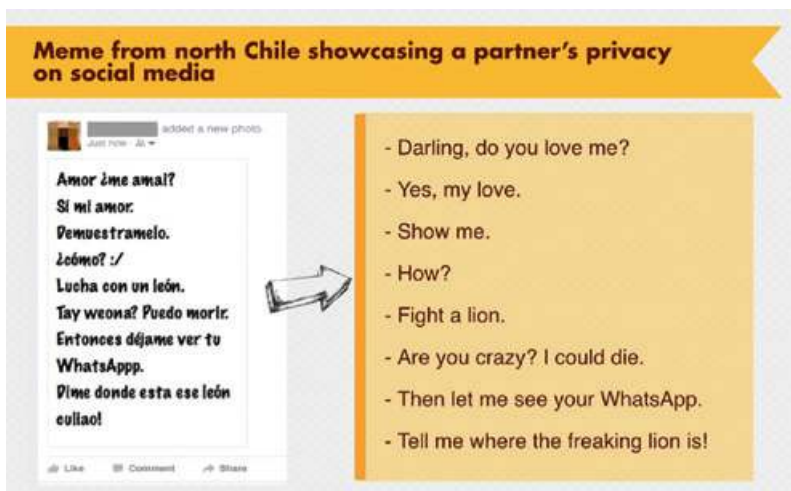 Meme from north Chile showcasing a partner's privacy
on social media
added a new photo.
Just now
Amor ¿me amai?
Sí mi amor.
Demuestramelo.
¿cómo? :/
Lucha con un león.
Tay weona? Puedo morir.
Entonces déjame ver tu
WhatsAppp.
Dime donde esta ese león
culiao!
Like Comment Share
- Darling, do you love me?
- Yes, my love.
- Show me.
- How?
- Fight a lion.
- Are you crazy? I could die.
- Then let me see your WhatsApp.
- Tell me where the freaking lion is!